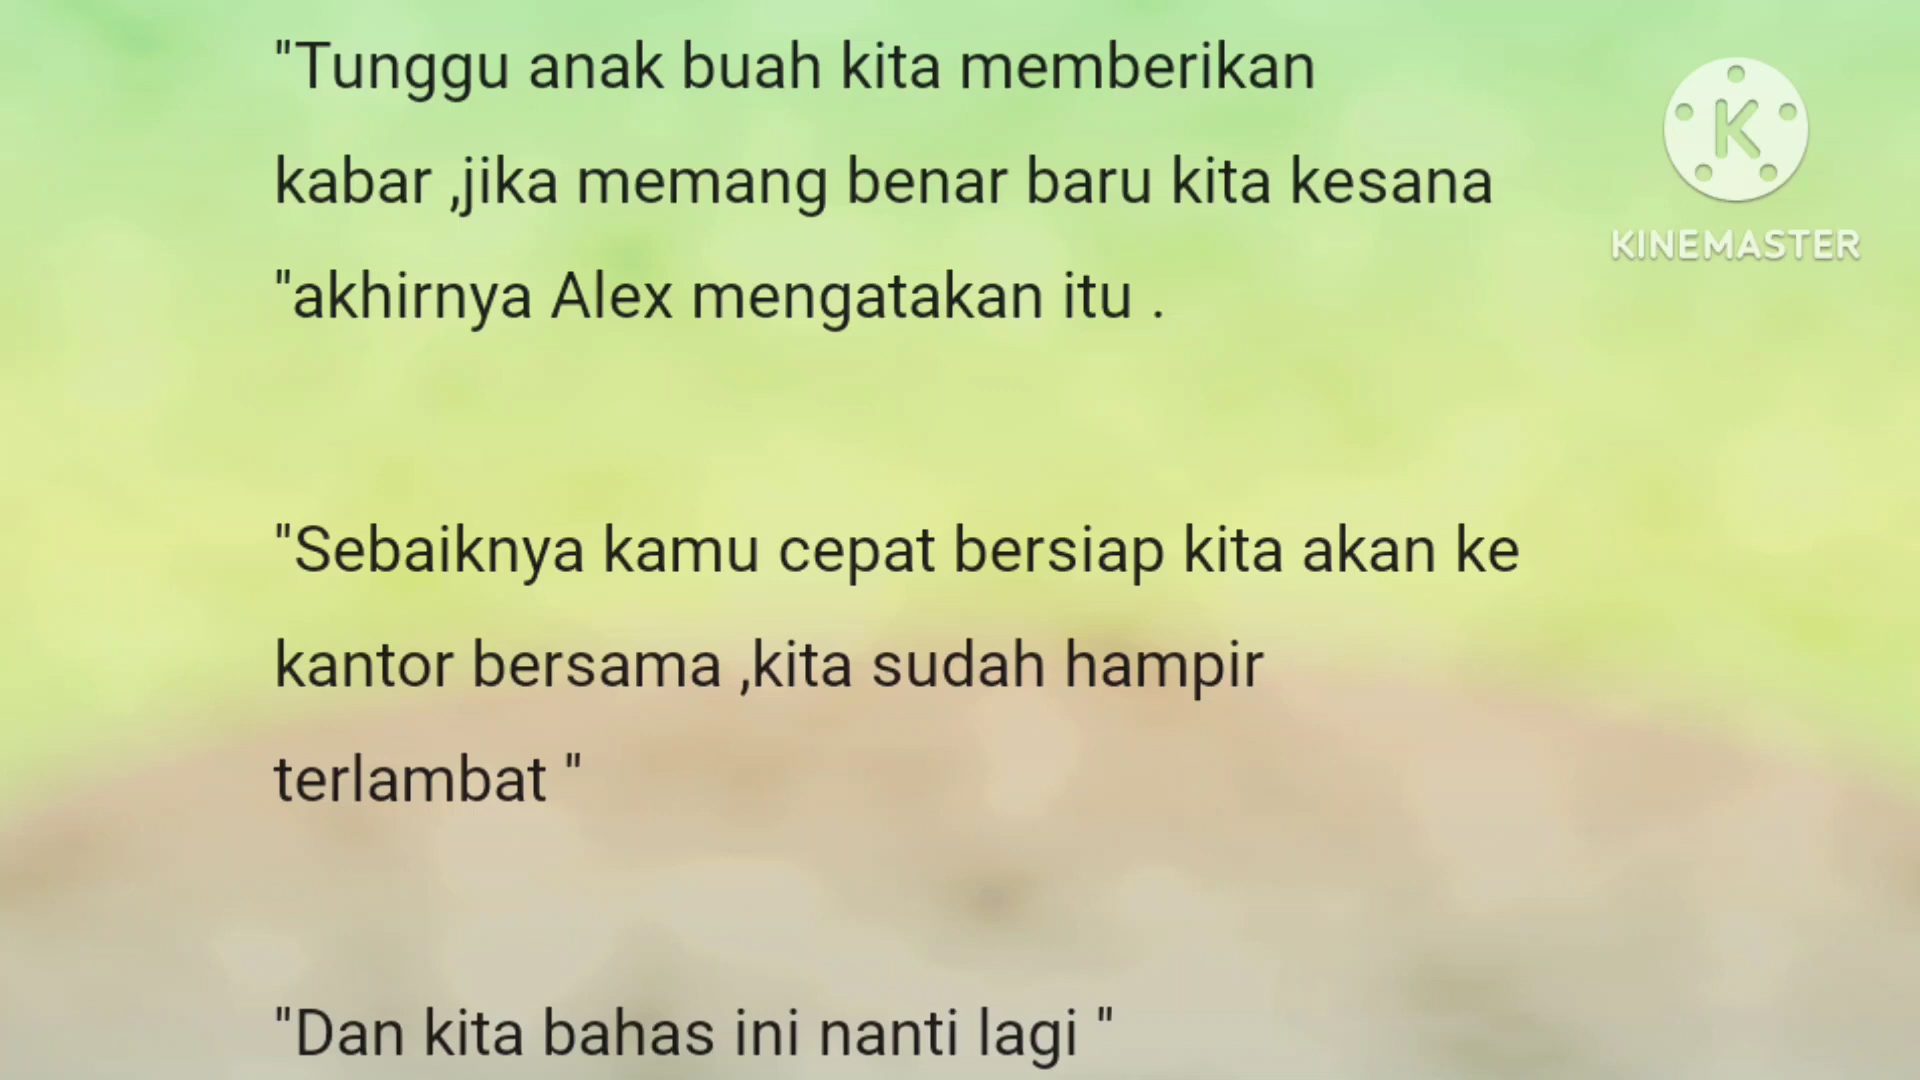 "Tunggu anak buah kita memberikan
kabar ,jika memang benar baru kita kesana
"akhirnya Alex mengatakan itu .
"Sebaiknya kamu cepat bersiap kita akan ke
kantor bersama ,kita sudah hampir
terlambat "
"Dan kita bahas ini nanti lagi "
K
KINEMASTER